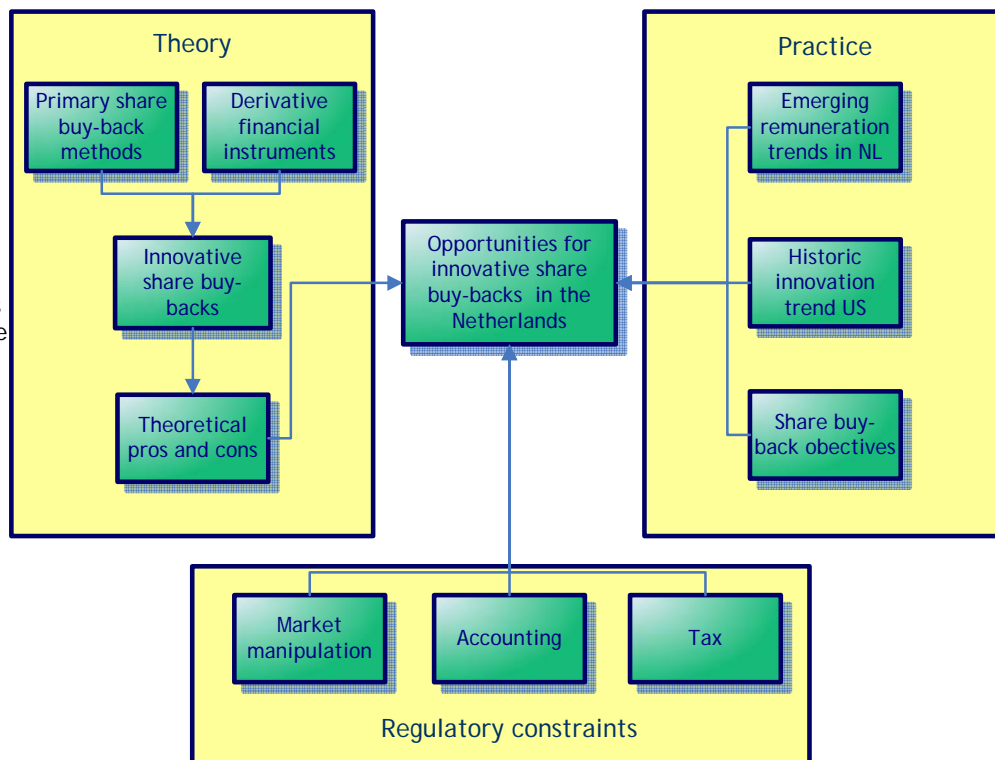 Theory
Primary share
buy-back
methods
Derivative
financial
instruments
Innovative
share buy-
backs
Theoretical
pros and cons
Opportunities for
innovative share
buy-backs in the
Netherlands
Practice
Emerging
remuneration
trends in NL
Historic
innovation
trend US
Share buy-
back obectives
Market
manipulation
Accounting
Tax
Regulatory constraints